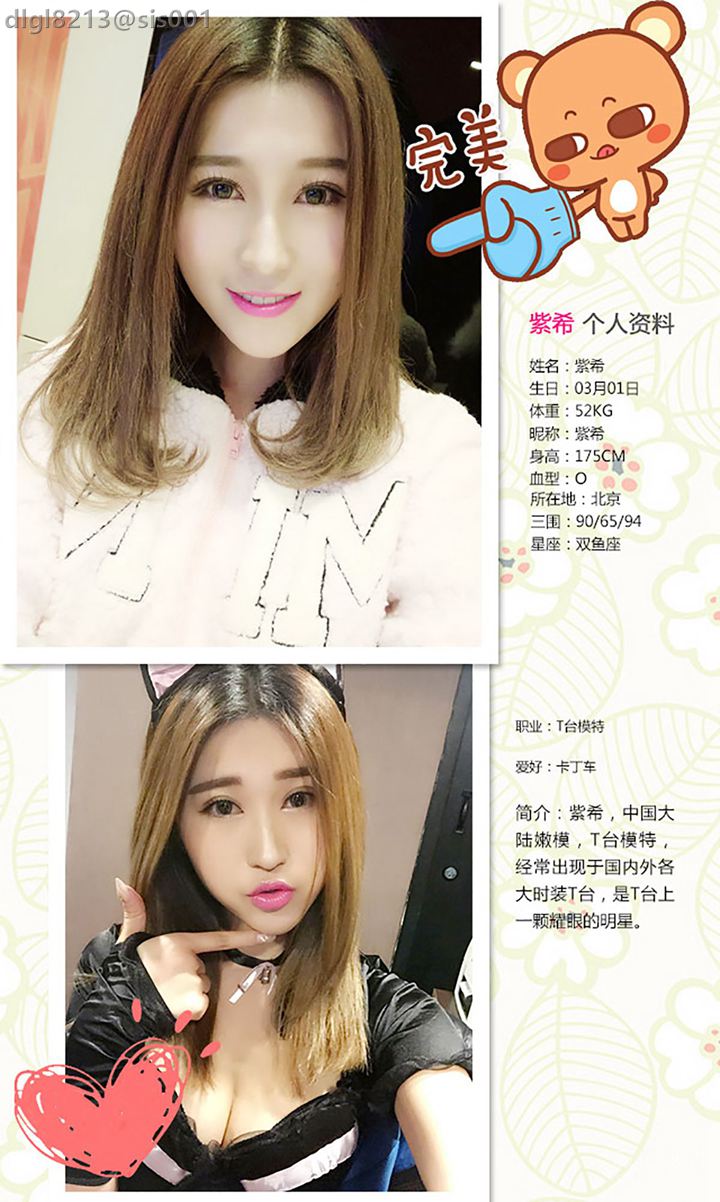 dlgl8213@sis001
完美
紫希 个人资料
姓名：紫希
生日：03月01日
体重：52KG
昵称：紫希
身高：175CM
血型：O
所在地：北京
三围：90/65/94
星座：双鱼座
职业：T台模特
爱好：卡丁车
简介：紫希，中国大
陆嫩模，T台模特，
经常出现于国内外各
大时装T台，是T台上
一颗耀眼的明星。